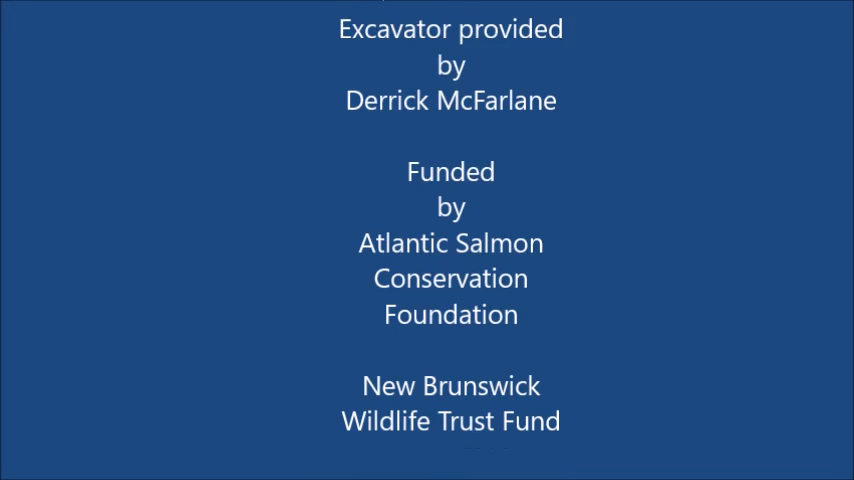 Excavator provided
by
Derrick McFarlane
Funded
by
Atlantic Salmon
Conservation
Foundation
New Brunswick
Wildlife Trust Fund